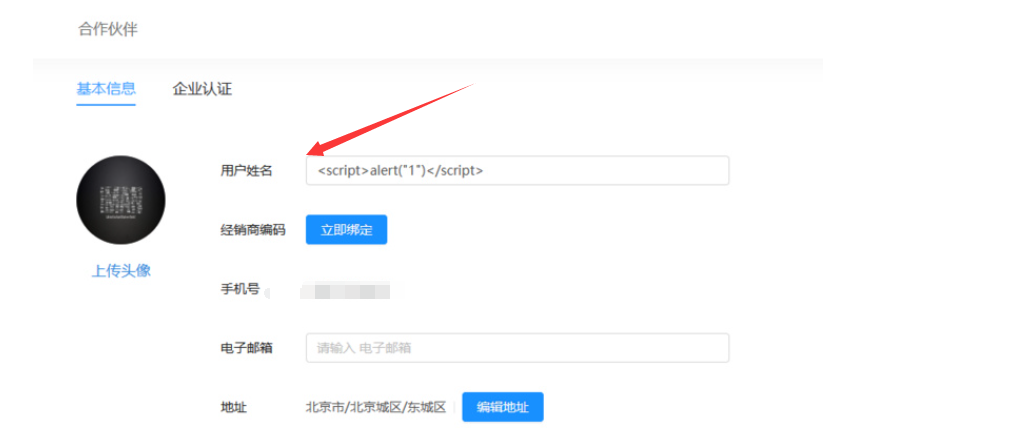 合作伙伴
基本信息 企业认证
用户姓名 <script>alert("1")</script>
经销商编码 立即绑定
上传头像
手机号
电子邮箱 请输入 电子邮箱
地址 北京市/北京城区/东城区 编辑地址